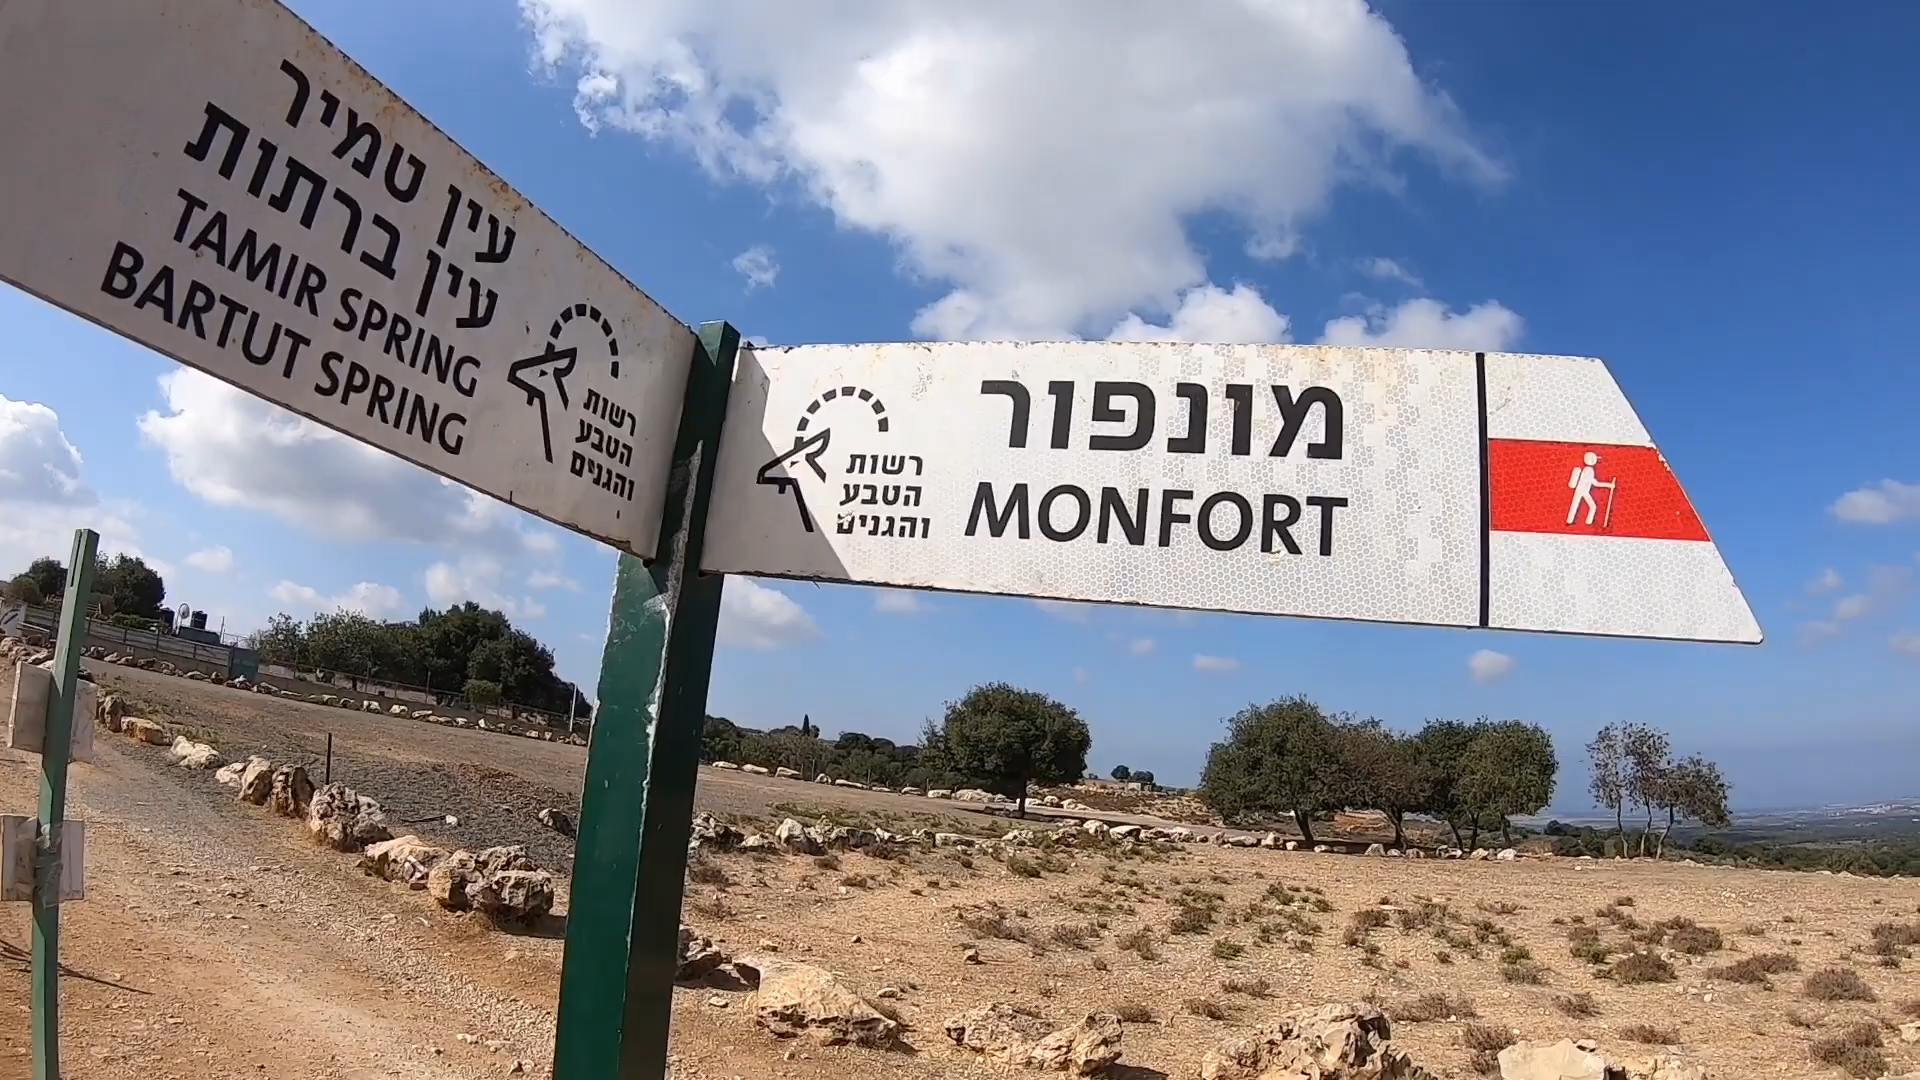 עין טמיר
עין ברתות
TAMIR SPRING
BARTUT SPRING
רשות
הטבע
והגנים
מונפור
MONFORT
רשות
הטבע
והגנים